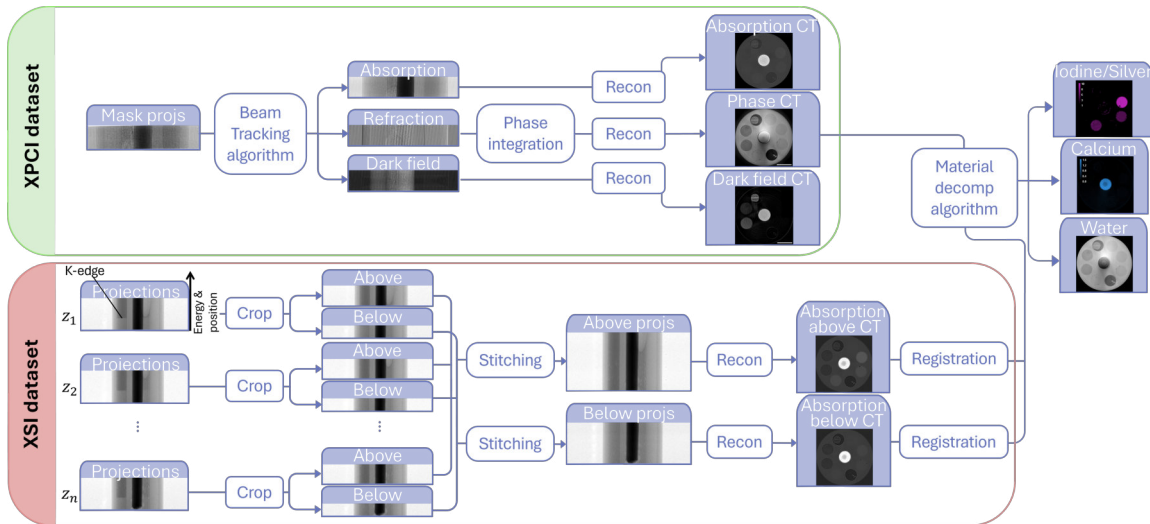 XPCI dataset
Mask projs
Beam
Tracking
algorithm
Absorption
Refraction
Dark field
Phase
integration
Recon
Recon
Recon
Absorption CT
Phase CT
Dark field CT
Material
decomp
algorithm
Iodine/Silver
Calcium
Water
XSI dataset
K-edge
Energy &
position
z1
Projections
Crop
Above
Below
z2
Projections
Crop
Above
Below
...
...
zn
Projections
Crop
Above
Below
Stitching
Stitching
Above projs
Below projs
Recon
Recon
Absorption
above CT
Absorption
below CT
Registration
Registration